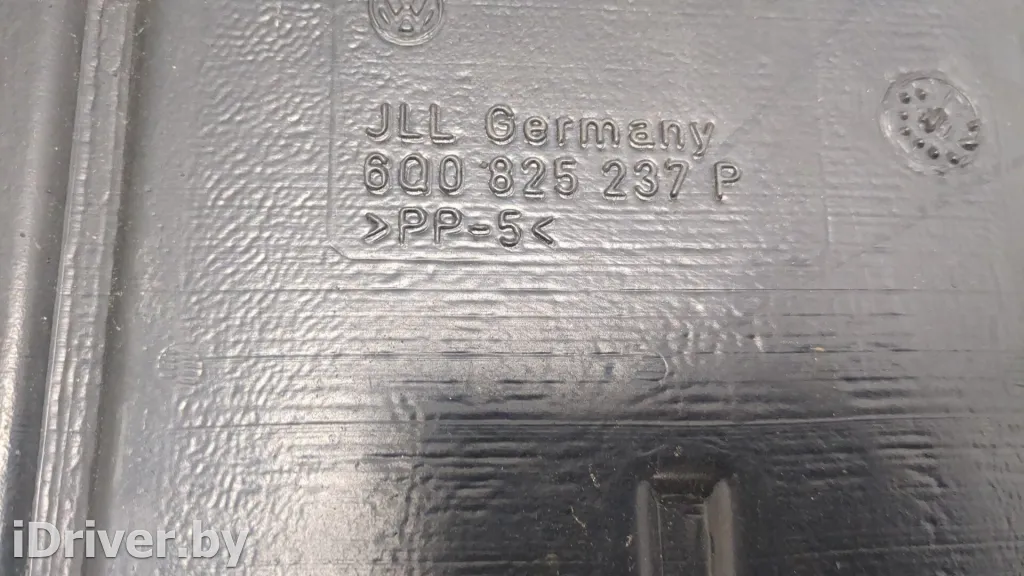 JLL Germany
6Q0 825 237 P
>PP-5<
iDriver.by